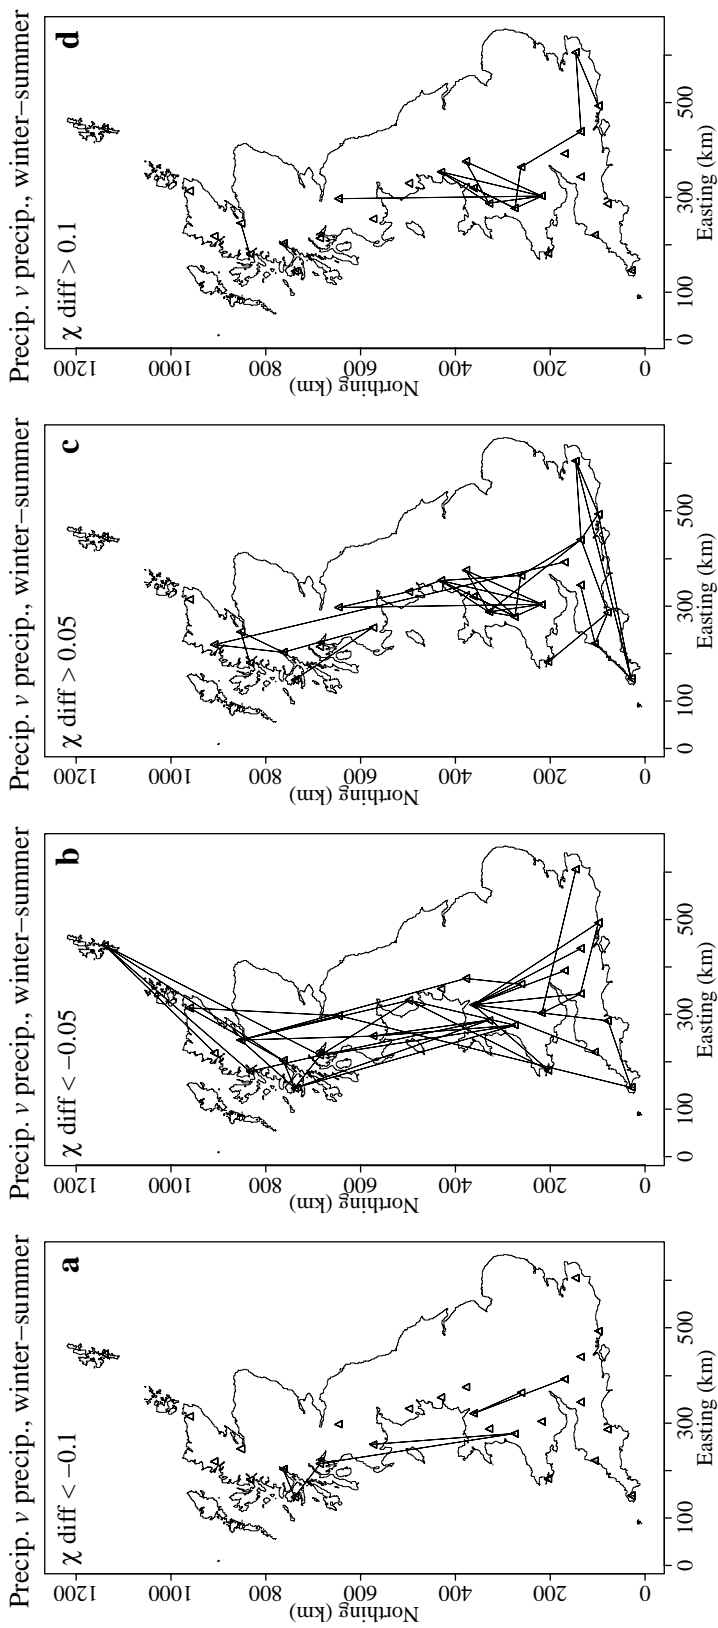 Precip. v precip., winter−summer
a
χ diff < −0.1
Northing (km)
0
200
400
600
800
1000
1200
Easting (km)
0
100
300
500
Precip. v precip., winter−summer
b
χ diff < −0.05
Northing (km)
0
200
400
600
800
1000
1200
Easting (km)
0
100
300
500
Precip. v precip., winter−summer
c
χ diff > 0.05
Northing (km)
0
200
400
600
800
1000
1200
Easting (km)
0
100
300
500
Precip. v precip., winter−summer
d
χ diff > 0.1
Northing (km)
0
200
400
600
800
1000
1200
Easting (km)
0
100
300
500